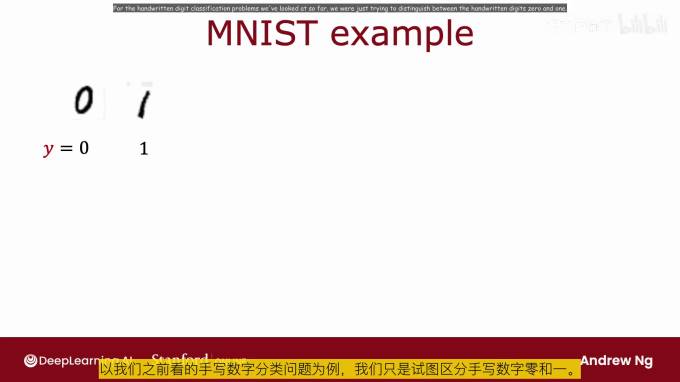 For the handwritten digit classification problems we've looked at so far, we were just trying to distinguish between the handwritten digits zero and one.
bilibili
MNIST example
0 1
y = 0 1
DeepLearning.AI Stanford Andrew Ng
以我们之前看的手写数字分类问题为例，我们只是试图区分手写数字零和一。